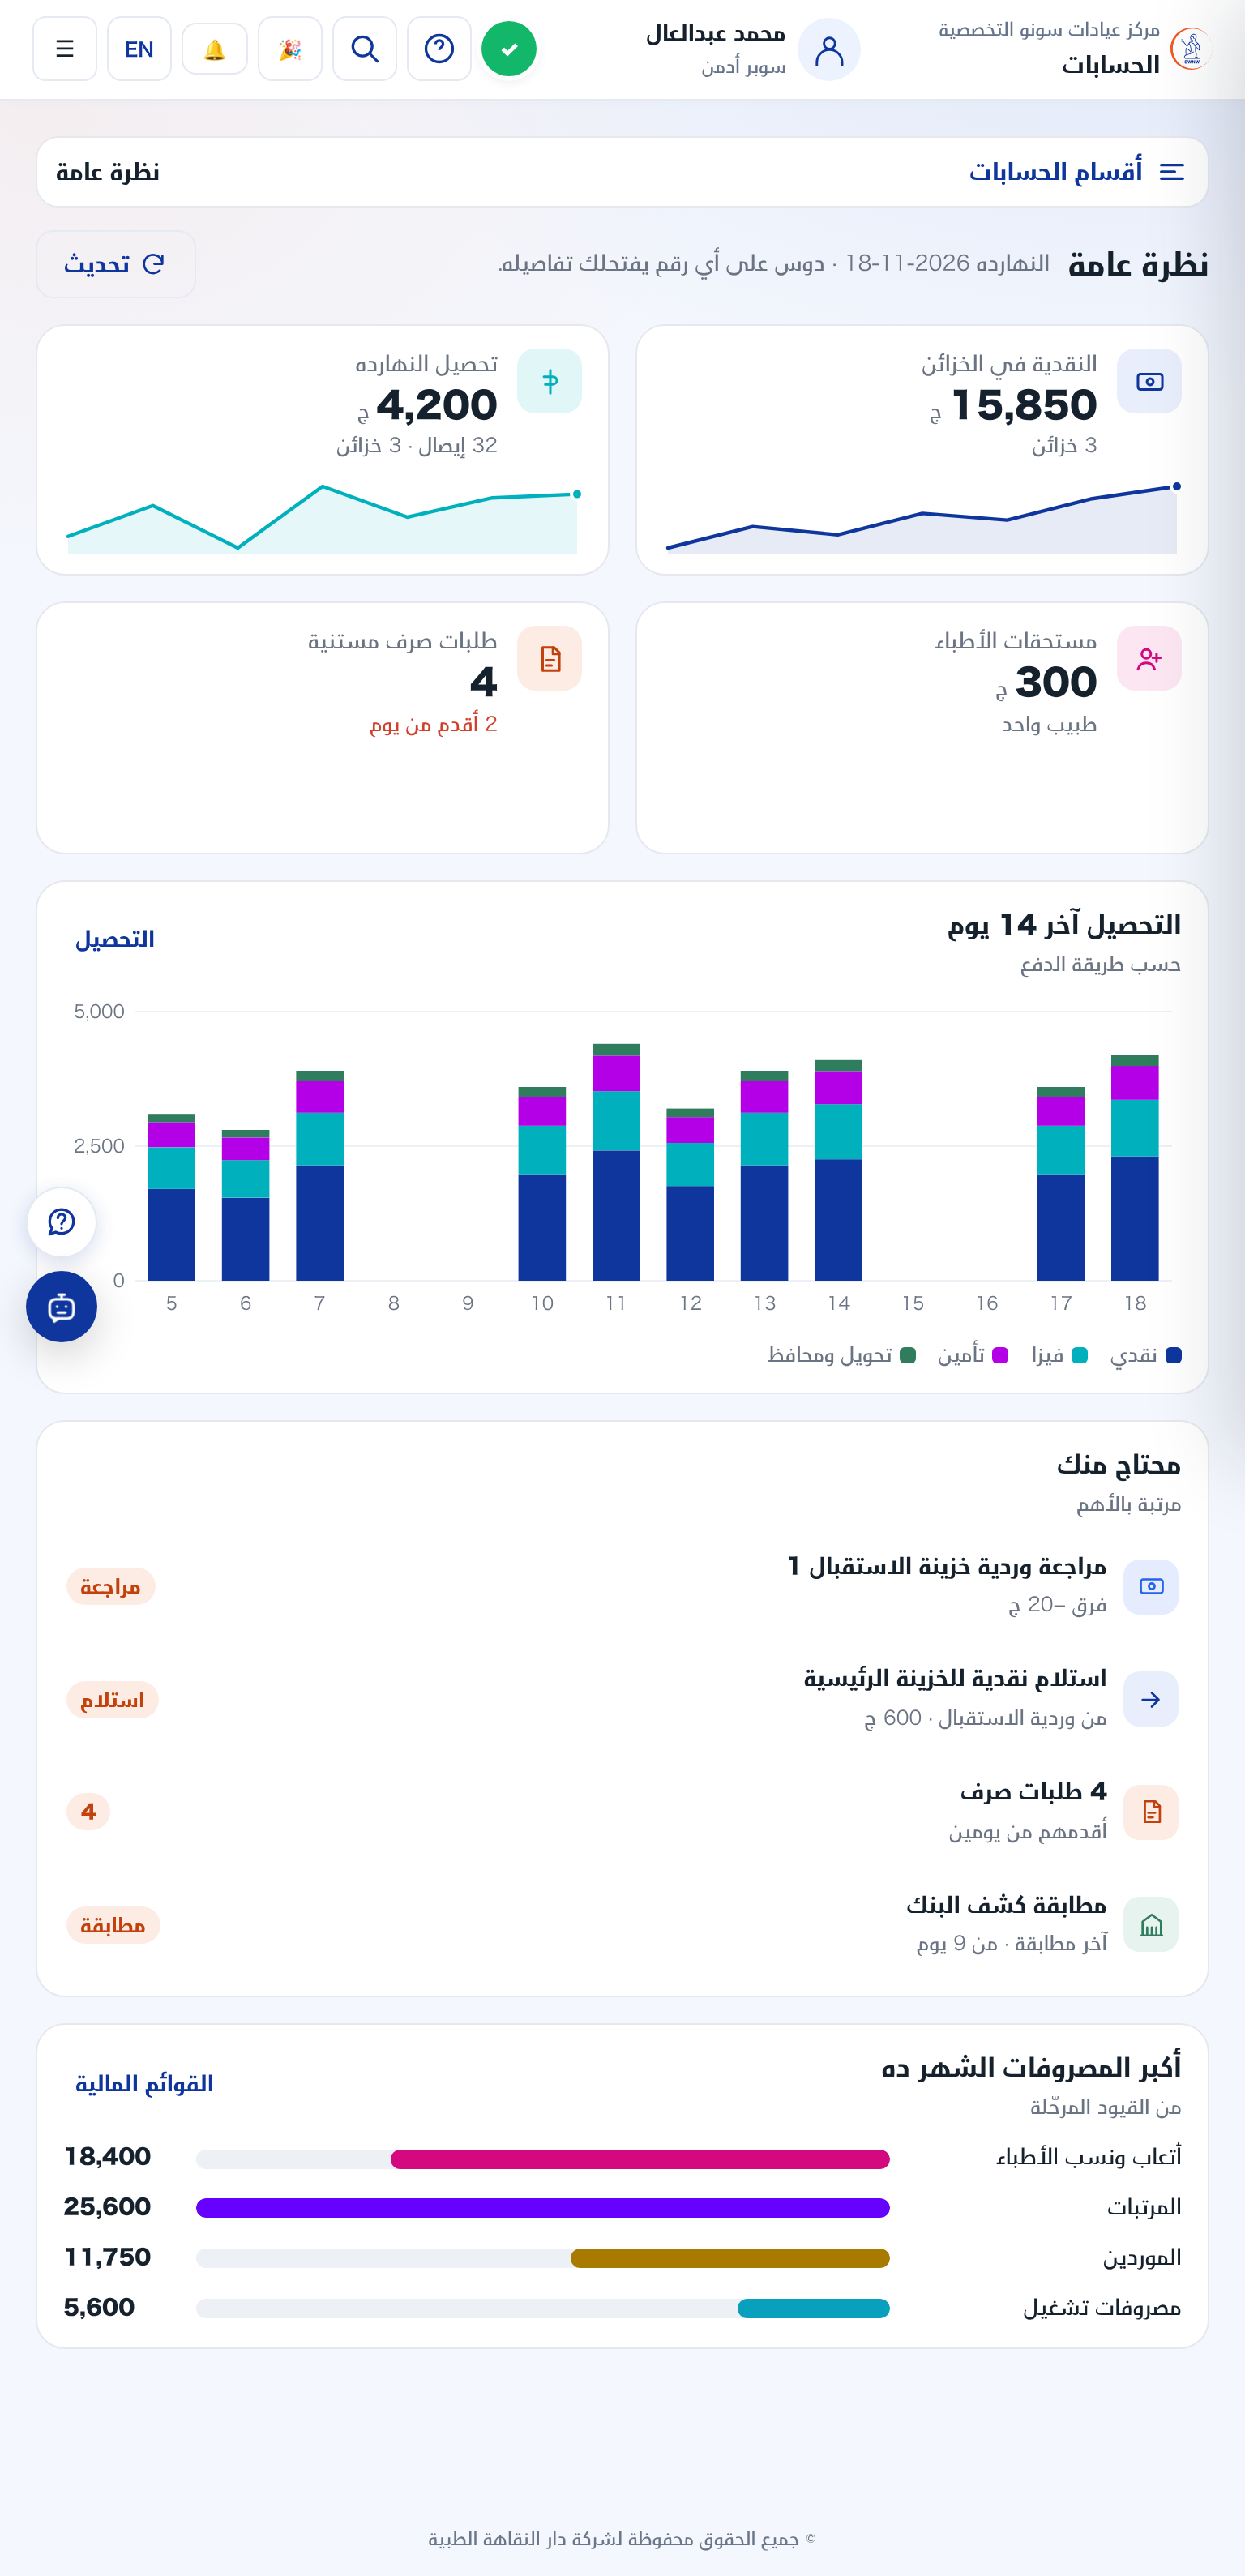 مركز عيادات سونو التخصصية
الحسابات
SWNW
محمد عبدالعال
سوبر أدمن
EN
أقسام الحسابات
نظرة عامة
نظرة عامة
النهارده 2026-11-18 · دوس على أي رقم يفتحلك تفاصيله.
تحديث
النقدية في الخزائن
15,850 ج
3 خزائن
تحصيل النهارده
4,200 ج
32 إيصال · 3 خزائن
مستحقات الأطباء
300 ج
طبيب واحد
طلبات صرف مستنية
4
2 أقدم من يوم
التحصيل آخر 14 يوم
حسب طريقة الدفع
التحصيل
5,000
2,500
0
5 6 7 8 9 10 11 12 13 14 15 16 17 18
نقدي فيزا تأمين تحويل ومحافظ
محتاج منك
مرتبة بالأهم
مراجعة وردية خزينة الاستقبال 1
فرق −20 ج
مراجعة
استلام نقدية للخزينة الرئيسية
من وردية الاستقبال · 600 ج
استلام
4 طلبات صرف
أقدمهم من يومين
4
مطابقة كشف البنك
آخر مطابقة · من 9 يوم
مطابقة
أكبر المصروفات الشهر ده
من القيود المرحّلة
القوائم المالية
أتعاب ونسب الأطباء 18,400
المرتبات 25,600
الموردين 11,750
مصروفات تشغيل 5,600
© جميع الحقوق محفوظة لشركة دار النقاهة الطبية